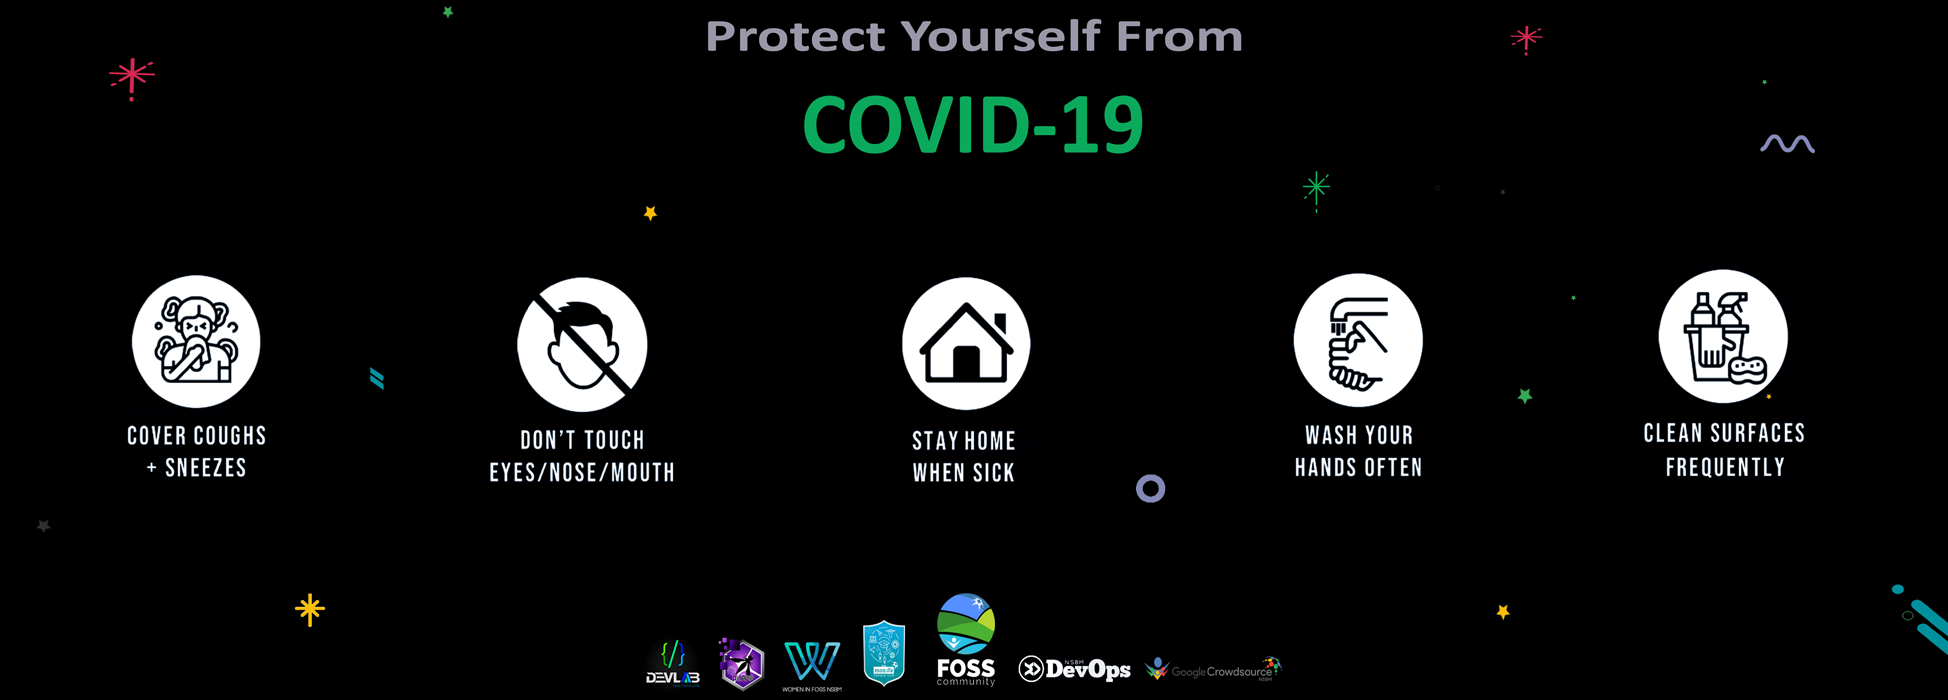 Protect Yourself From
COVID-19
COVER COUGHS
+ SNEEZES
DON'T TOUCH
EYES/NOSE/MOUTH
STAY HOME
WHEN SICK
WASH YOUR
HANDS OFTEN
CLEAN SURFACES
FREQUENTLY
DEVLAB
WOMEN IN FOSS NSBM
FOSS
community
NSBM
DevOps
Google Crowdsource
NSBM